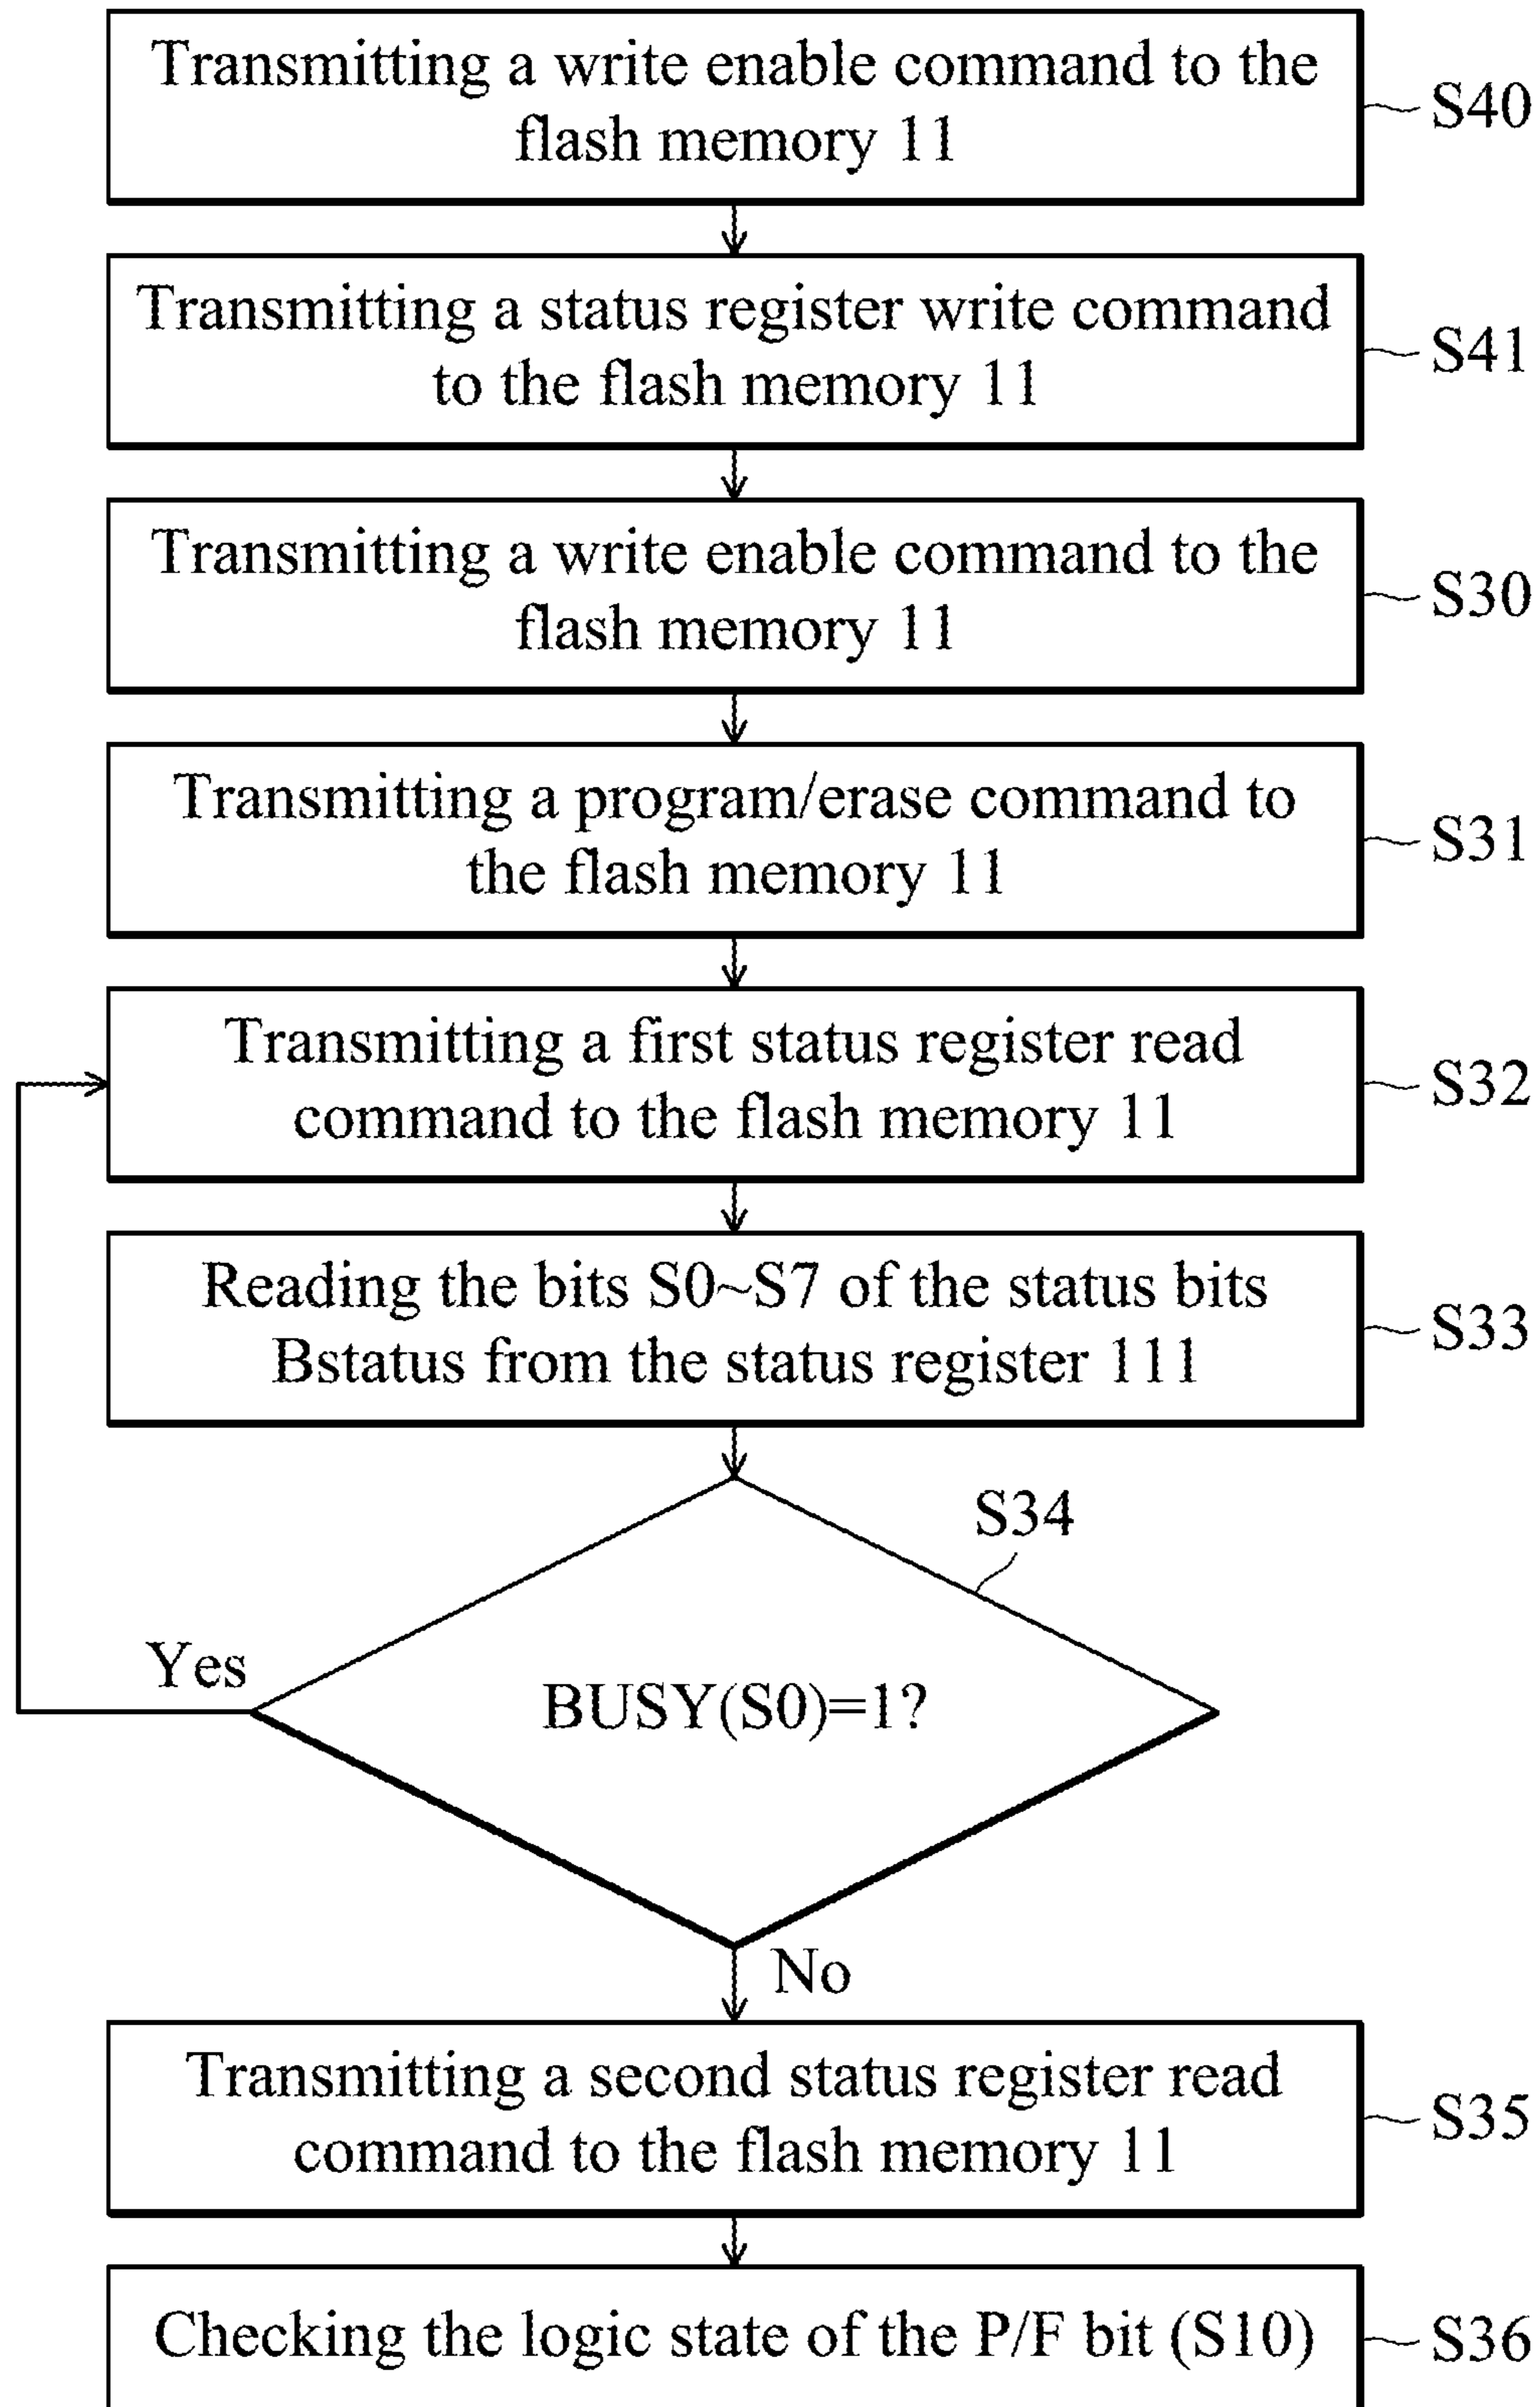 Transmitting a write enable command to the
flash memory 11
S40
Transmitting a status register write command
to the flash memory 11
S41
Transmitting a write enable command to the
flash memory 11
S30
Transmitting a program/erase command to
the flash memory 11
S31
Transmitting a first status register read
command to the flash memory 11
S32
Reading the bits S0~S7 of the status bits
Bstatus from the status register 111
S33
S34
Yes
BUSY(S0)=1?
No
Transmitting a second status register read
command to the flash memory 11
S35
Checking the logic state of the P/F bit (S10)
S36